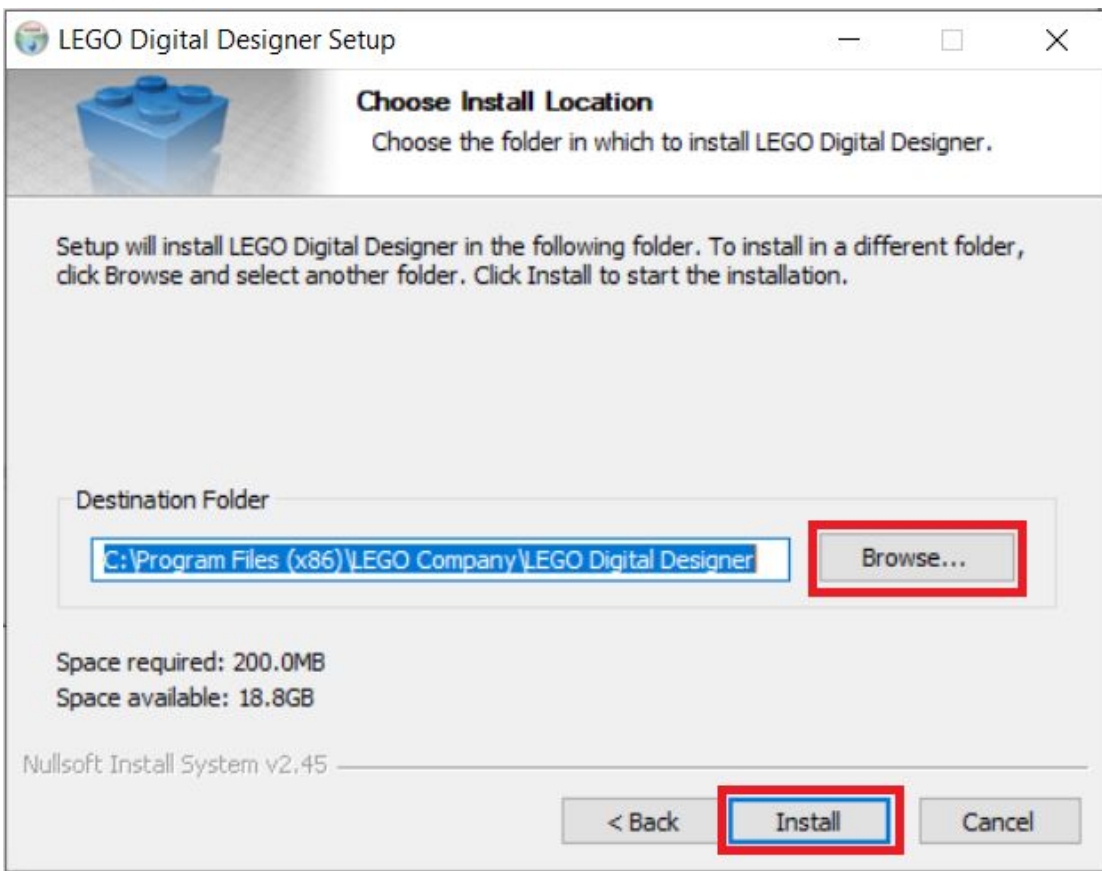 LEGO Digital Designer Setup
Choose Install Location
Choose the folder in which to install LEGO Digital Designer.
Setup will install LEGO Digital Designer in the following folder. To install in a different folder,
click Browse and select another folder. Click Install to start the installation.
Destination Folder
C:\Program Files (x86)\LEGO Company\LEGO Digital Designer
Browse...
Space required: 200.0MB
Space available: 18.8GB
Nullsoft Install System v2.45
< Back
Install
Cancel